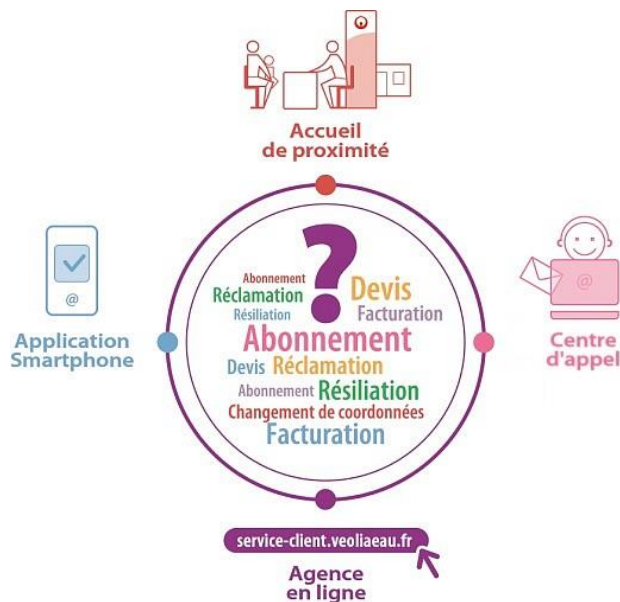 Accueil
de proximité
@
Application
Smartphone
?
Abonnement
Réclamation
Devis
Résiliation
Facturation
Abonnement
Devis Réclamation
Abonnement Résiliation
Changement de coordonnées
Facturation
@
Centre
d'appel
service-client.veoliaeau.fr
Agence
en ligne